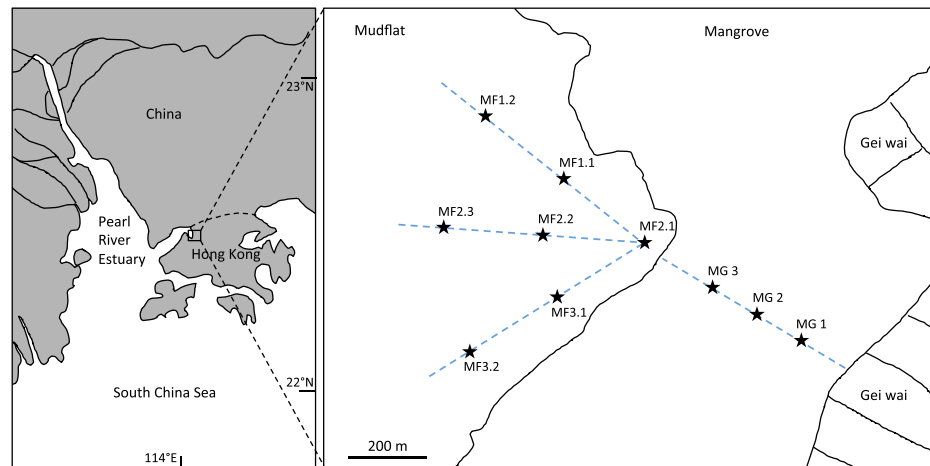 23°N
China
Pearl
River
Estuary
Hong Kong
22°N
South China Sea
114°E
Mudflat
Mangrove
MF1.2
Gei wai
MF1.1
MF2.3
MF2.2
MF2.1
MG 3
MF3.1
MG 2
MG 1
MF3.2
Gei wai
200 m